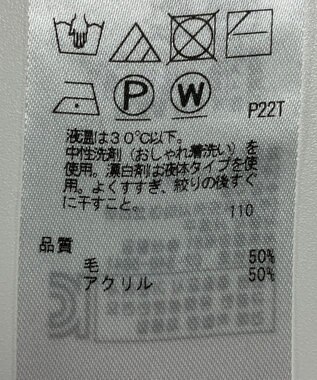 P
W
P22T
液温は30℃以下。
中性洗剤（おしゃれ着洗い）を
使用。漂白剤は液体タイプを使
用。よくすすぎ、絞りの後すぐ
に干すこと。
110
品質
毛 50%
アクリル 50%